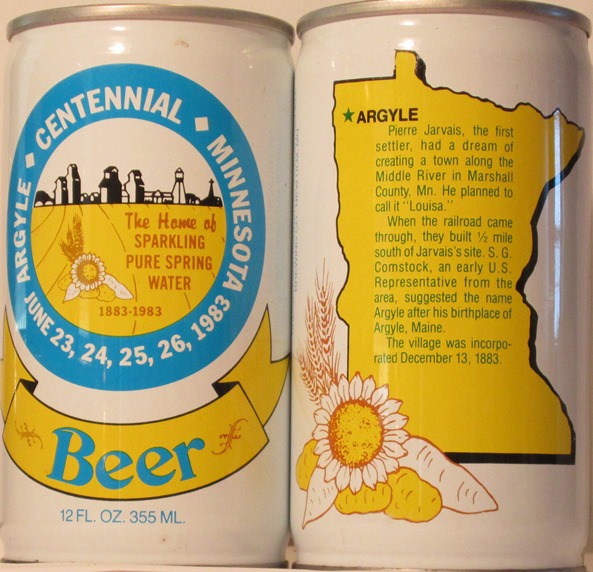 ARGYLE • CENTENNIAL • MINNESOTA
The Home of
SPARKLING
PURE SPRING
WATER
1883-1983
JUNE 23, 24, 25, 26, 1983
Beer
12 FL. OZ. 355 ML.
★ARGYLE
Pierre Jarvais, the first
settler, had a dream of
creating a town along the
Middle River in Marshall
County, Mn. He planned to
call it "Louisa."
When the railroad came
through, they built ½ mile
south of Jarvais's site. S. G.
Comstock, an early U.S.
Representative from the
area, suggested the name
Argyle after his birthplace of
Argyle, Maine.
The village was incorpo-
rated December 13, 1883.